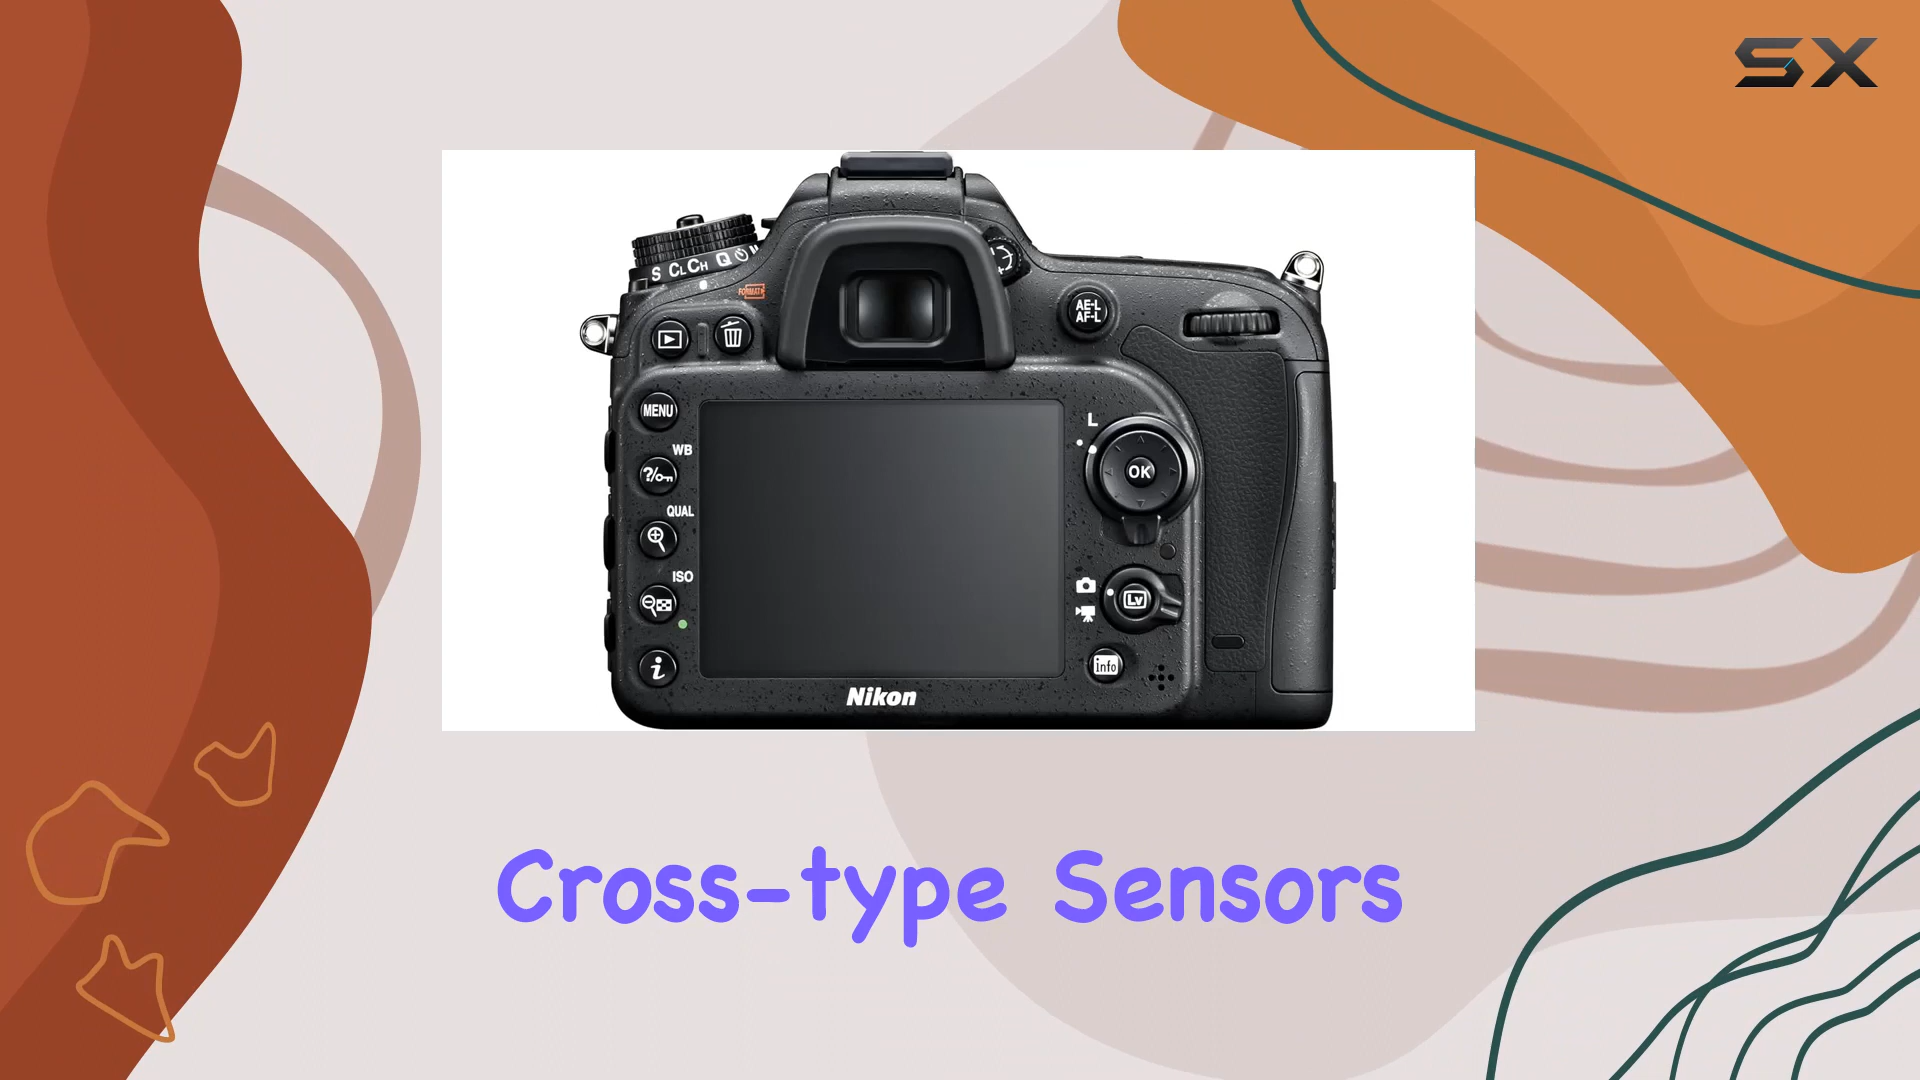 SX
S CL CH Q
FORMAT
AE-L
AF-L
MENU
WB
?
L
OK
QUAL
ISO
Lv
i
info
Nikon
Cross-type Sensors